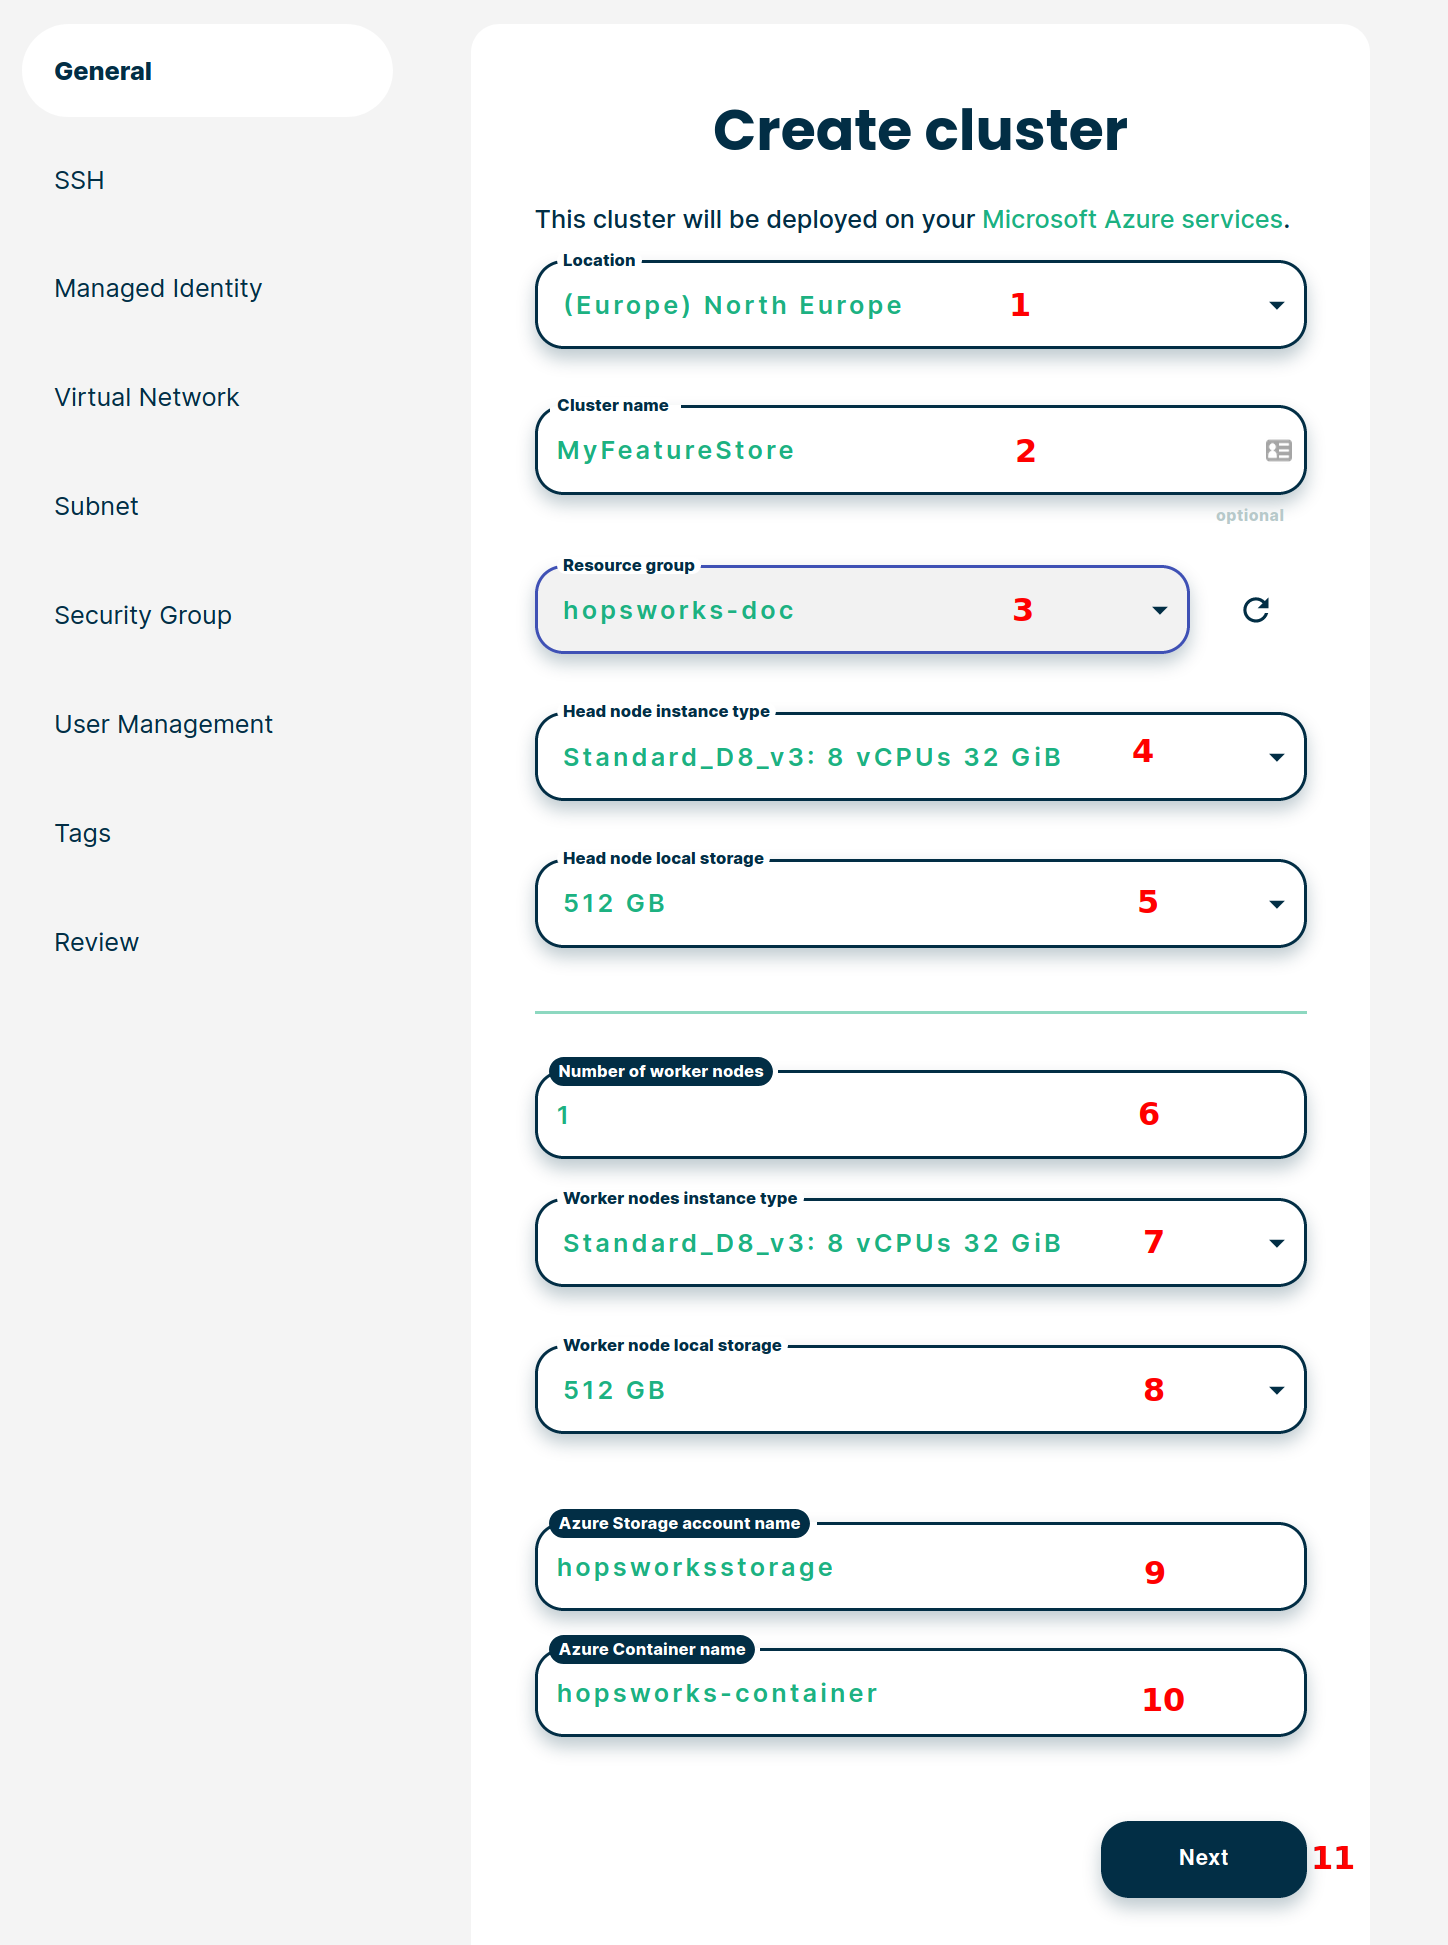 General
SSH
Managed Identity
Virtual Network
Subnet
Security Group
User Management
Tags
Review
Create cluster
This cluster will be deployed on your Microsoft Azure services.
Location
(Europe) North Europe 1
Cluster name
MyFeatureStore 2
optional
Resource group
hopsworks-doc 3
Head node instance type
Standard_D8_v3: 8 vCPUs 32 GiB 4
Head node local storage
512 GB 5
Number of worker nodes
1 6
Worker nodes instance type
Standard_D8_v3: 8 vCPUs 32 GiB 7
Worker node local storage
512 GB 8
Azure Storage account name
hopsworksstorage 9
Azure Container name
hopsworks-container 10
Next 11